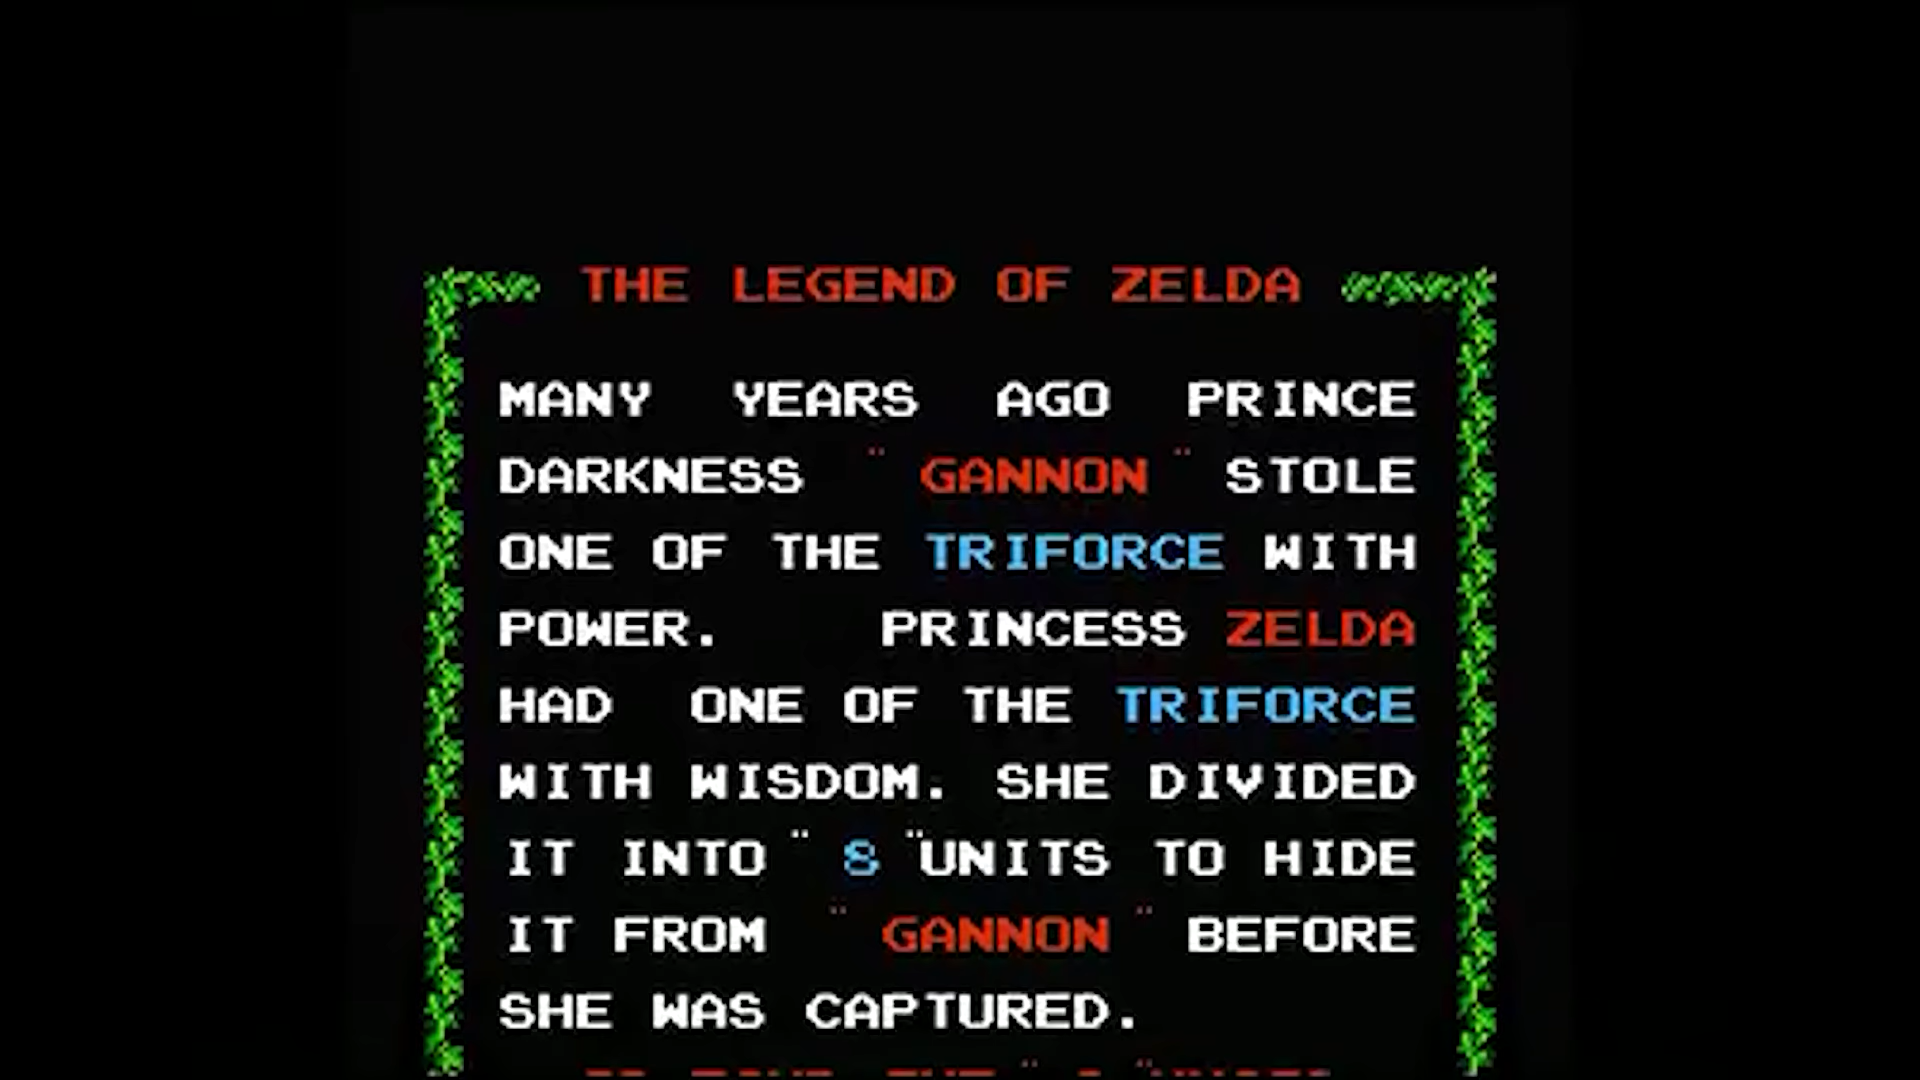 THE LEGEND OF ZELDA
MANY YEARS AGO PRINCE
DARKNESS "GANNON" STOLE
ONE OF THE TRIFORCE WITH
POWER. PRINCESS ZELDA
HAD ONE OF THE TRIFORCE
WITH WISDOM. SHE DIVIDED
IT INTO "8"UNITS TO HIDE
IT FROM "GANNON" BEFORE
SHE WAS CAPTURED.